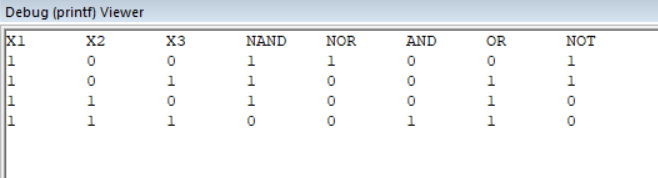 Debug (printf) Viewer
X1 X2 X3 NAND NOR AND OR NOT
1 0 0 1 1 0 0 1
1 0 1 1 0 0 1 1
1 1 0 1 0 0 1 0
1 1 1 0 0 1 1 0